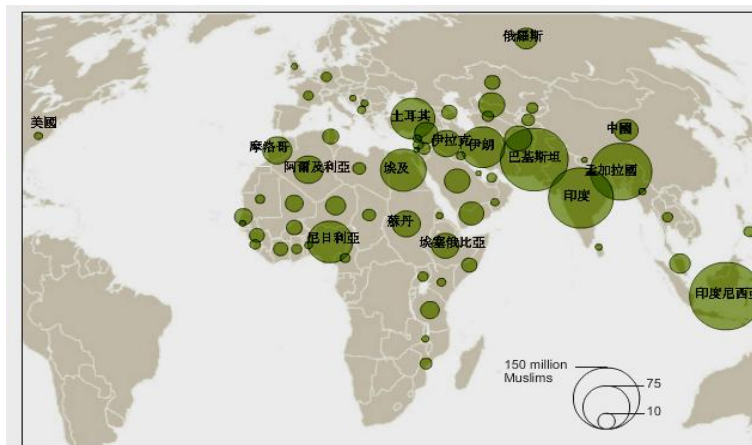 俄羅斯
美國
土耳其
中國
摩洛哥
伊拉克
伊朗
巴基斯坦
阿爾及利亞
埃及
孟加拉國
印度
蘇丹
尼日利亞
埃塞俄比亞
印度尼西亞
150 million
Muslims
75
10